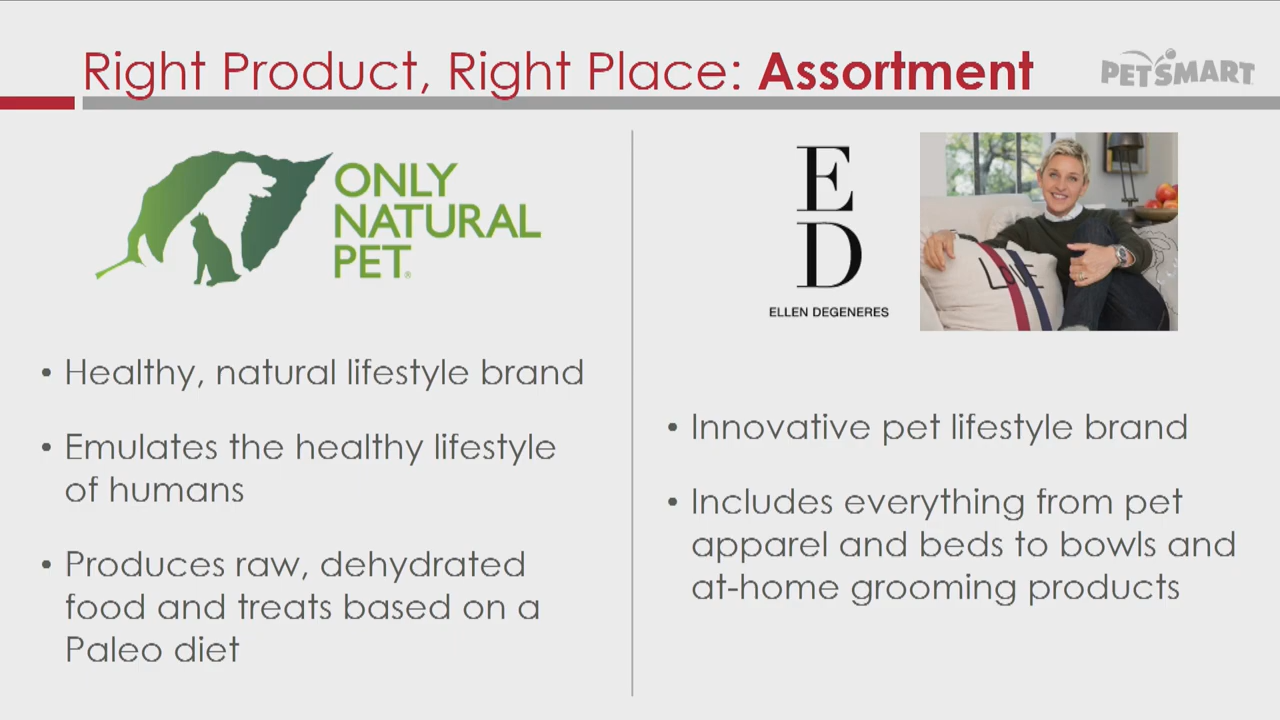 Right Product, Right Place: Assortment
PETSMART
ONLY
NATURAL
PET®
• Healthy, natural lifestyle brand
• Emulates the healthy lifestyle
of humans
• Produces raw, dehydrated
food and treats based on a
Paleo diet
E
D
ELLEN DEGENERES
LOVE
• Innovative pet lifestyle brand
• Includes everything from pet
apparel and beds to bowls and
at-home grooming products